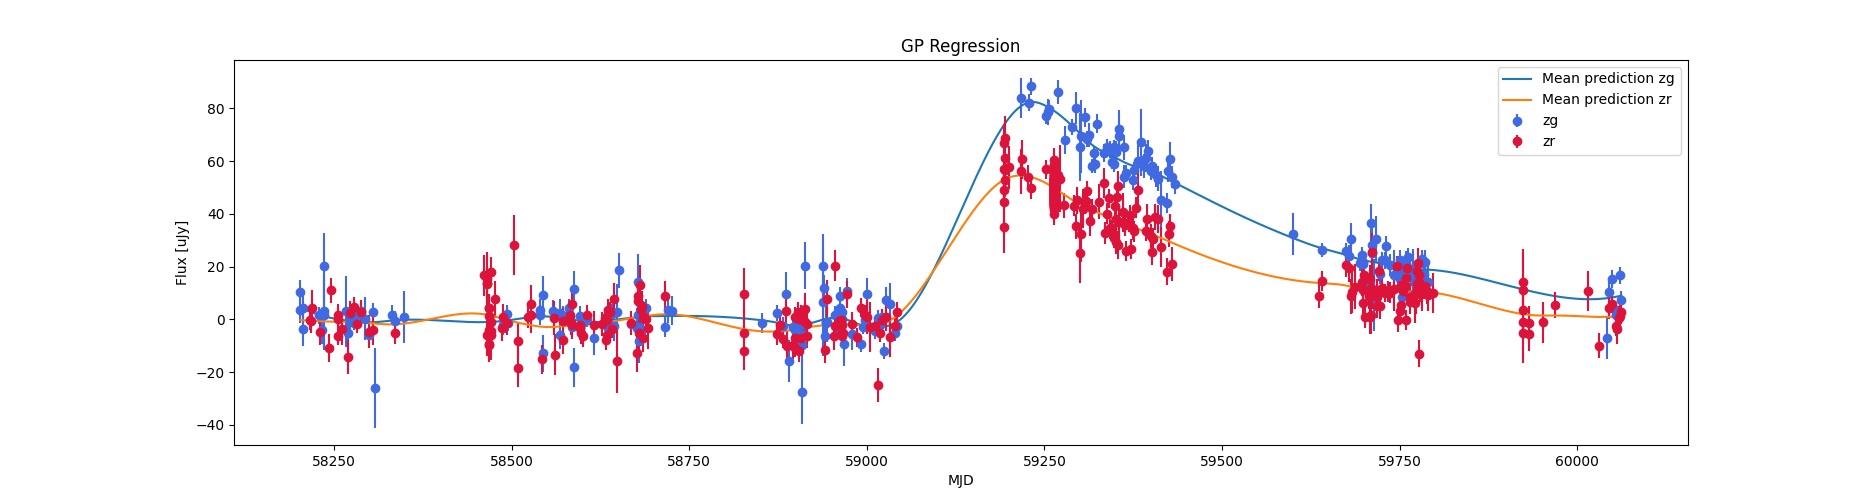 GP Regression
Mean prediction zg
Mean prediction zr
zg
zr
Flux [uJy]
80
60
40
20
0
−20
−40
58250 58500 58750 59000 59250 59500 59750 60000
MJD